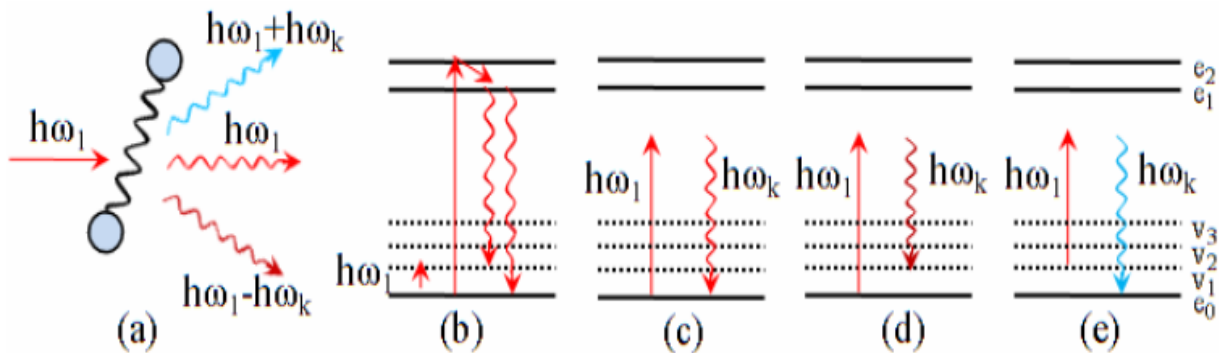 hω₁+hωₖ
hω₁
hω₁
hω₁-hωₖ
(a)
hω₁
(b)
hω₁
hωₖ
(c)
hω₁
hωₖ
(d)
hω₁
hωₖ
(e)
e₂
e₁
v₃
v₂
v₁
e₀